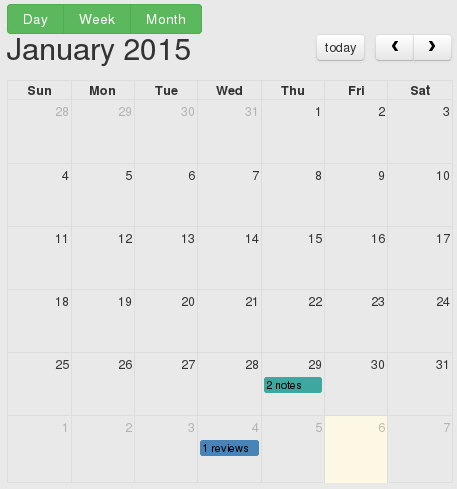 Day Week Month
January 2015
today ‹ ›
Sun Mon Tue Wed Thu Fri Sat
28 29 30 31 1 2 3
4 5 6 7 8 9 10
11 12 13 14 15 16 17
18 19 20 21 22 23 24
25 26 27 28 29 30 31
2 notes
1 2 3 4 5 6 7
1 reviews